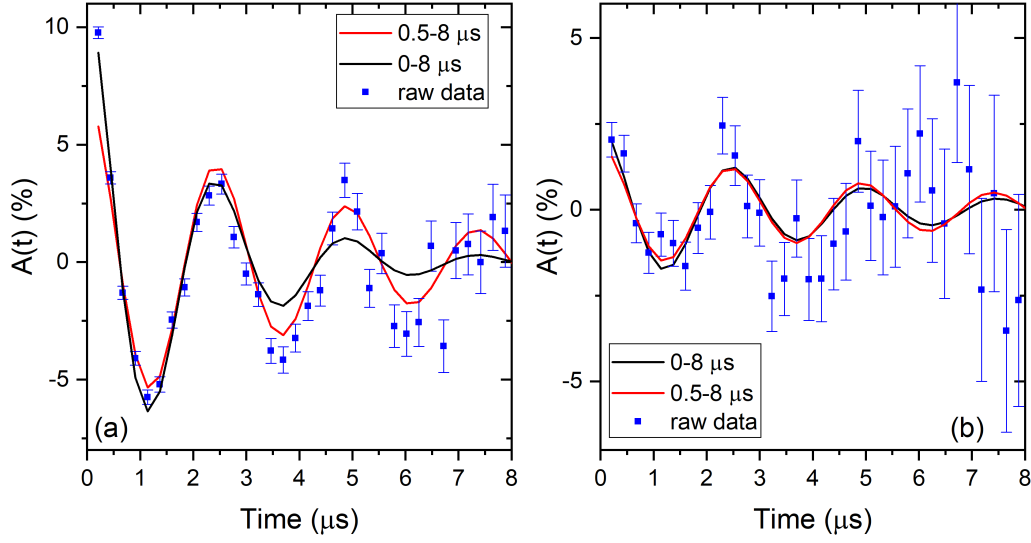 10
5
0
-5
A(t) (%)
0.5-8 μs
0-8 μs
raw data
(a)
0 1 2 3 4 5 6 7 8
Time (μs)
5
0
-5
A(t) (%)
0-8 μs
0.5-8 μs
raw data
(b)
0 1 2 3 4 5 6 7 8
Time (μs)